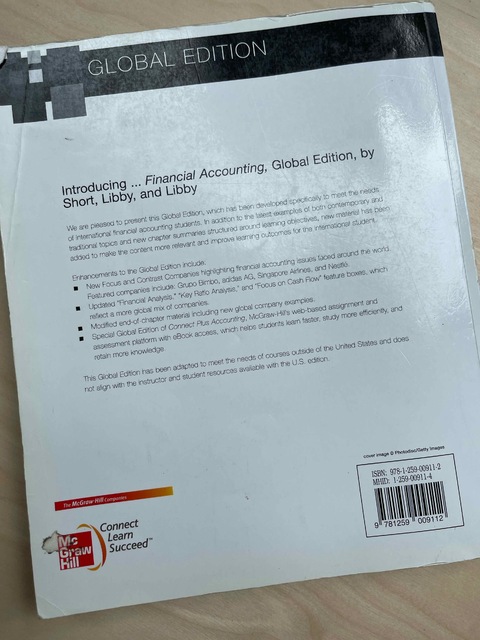 GLOBAL EDITION
Introducing ... Financial Accounting, Global Edition, by
Short, Libby, and Libby
We are pleased to present this Global Edition, which has been developed specifically to meet the needs
of international financial accounting students. In addition to the latest examples of both contemporary and
traditional topics and new chapter summaries structured around learning objectives, new material has been
added to make the content more relevant and improve learning outcomes for the international student.
Enhancements to the Global Edition include:
■ New Focus and Contrast Companies highlighting financial accounting issues faced around the world.
Featured companies include: Grupo Bimbo, adidas AG, Singapore Airlines, and Nestlé.
■ Updated "Financial Analysis," "Key Ratio Analysis," and "Focus on Cash Flow" feature boxes, which
reflect a more global mix of companies.
■ Modified end-of-chapter material including new global company examples.
■ Special Global Edition of Connect Plus Accounting, McGraw-Hill's web-based assignment and
assessment platform with eBook access, which helps students learn faster, study more efficiently, and
retain more knowledge.
This Global Edition has been adapted to meet the needs of courses outside of the United States and does
not align with the instructor and student resources available with the U.S. edition.
cover image © Photodisc/Getty Images
ISBN: 978-1-259-00911-2
MHID: 1-259-00911-4
9 781259 009112
The McGraw-Hill Companies
Mc
Graw
Hill
Connect
Learn
Succeed™